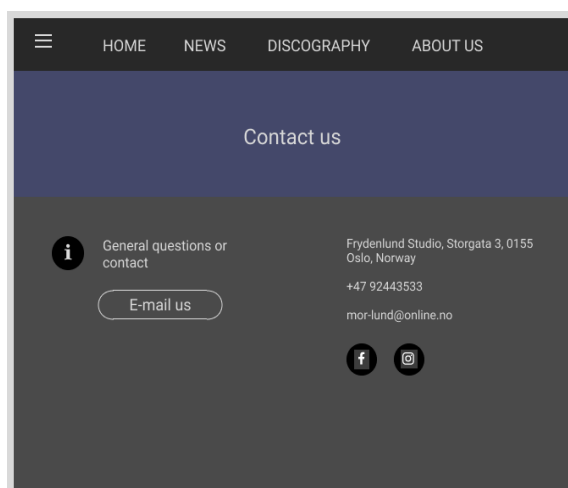 HOME NEWS DISCOGRAPHY ABOUT US
Contact us
General questions or
contact
E-mail us
Frydenlund Studio, Storgata 3, 0155
Oslo, Norway
+47 92443533
mor-lund@online.no